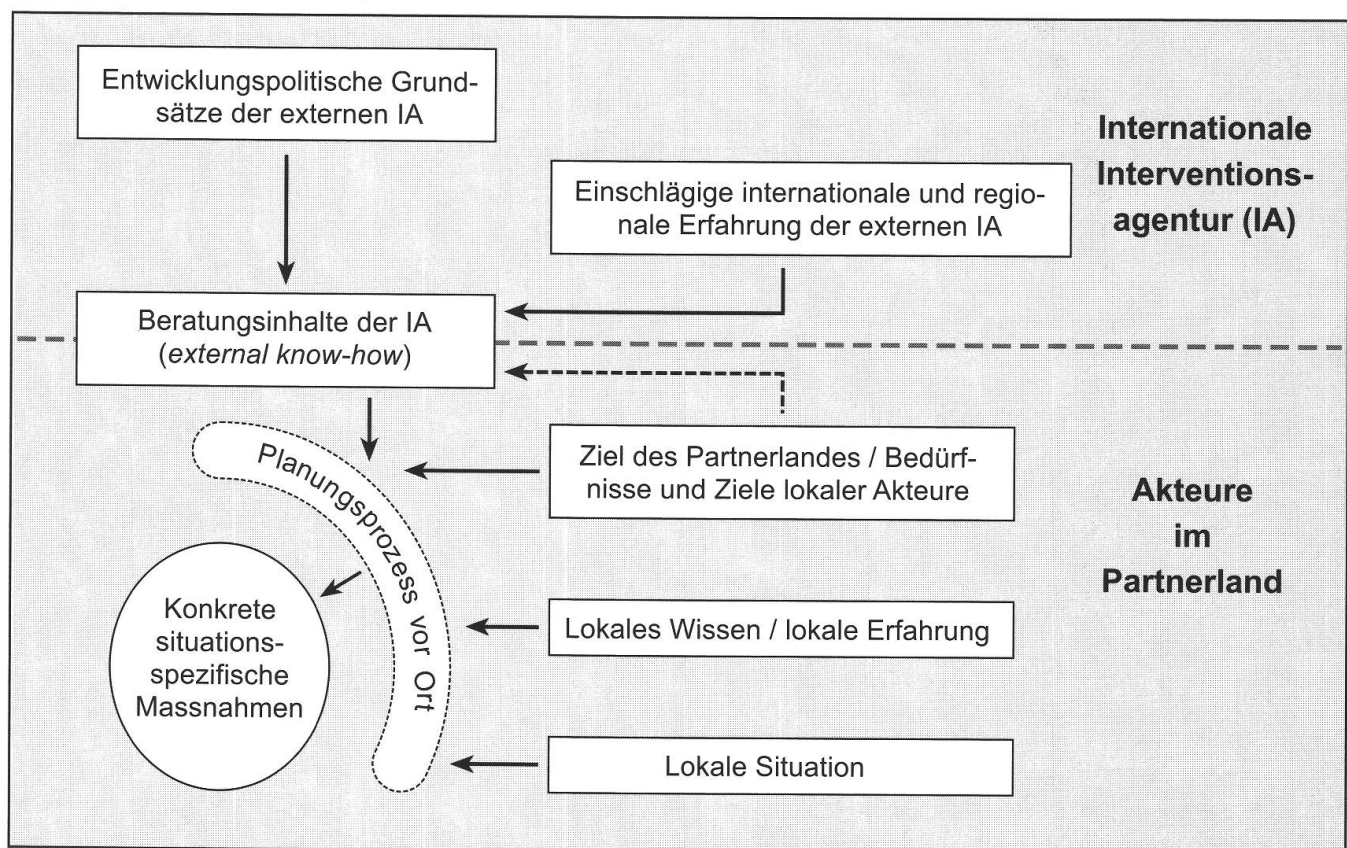 Entwicklungspolitische Grund-
sätze der externen IA
Internationale
Interventions-
agentur (IA)
Einschlägige internationale und regio-
nale Erfahrung der externen IA
Beratungsinhalte der IA
(external know-how)
Planungsprozess vor Ort
Ziel des Partnerlandes / Bedürf-
nisse und Ziele lokaler Akteure
Akteure
im
Partnerland
Konkrete
situations-
spezifische
Massnahmen
Lokales Wissen / lokale Erfahrung
Lokale Situation